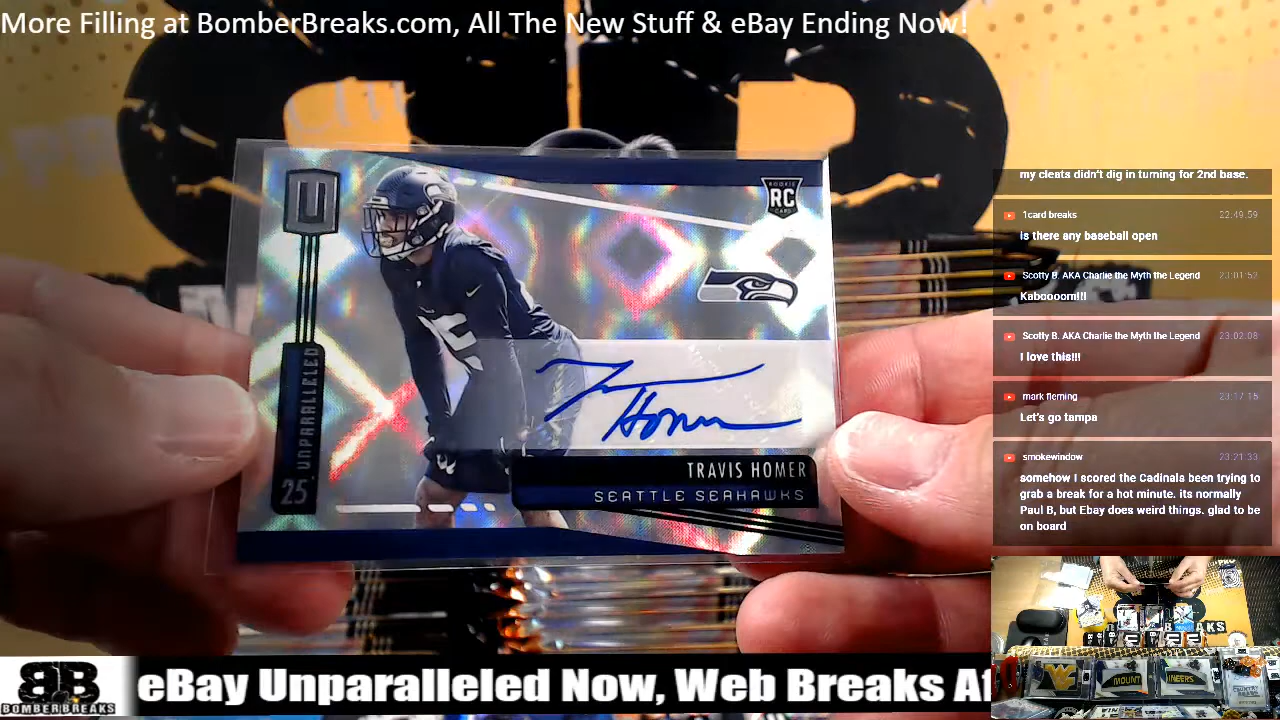 More Filling at BomberBreaks.com, All The New Stuff & eBay Ending Now!
my cleats didn't dig in turning for 2nd base.
1card breaks 22:49:59
is there any baseball open
Scotty B. AKA Charlie the Myth the Legend 23:01:52
Kaboooom!!!
Scotty B. AKA Charlie the Myth the Legend 23:02:08
I love this!!!
mark fleming 23:17:15
Let's go tampa
smokewindow 23:21:33
somehow I scored the Cadinals been trying to
grab a break for a hot minute. its normally
Paul B, but Ebay does weird things. glad to be
on board
U
ROOKIE
RC
CARD
UNPARALLELED
25
Travis Homer
TRAVIS HOMER
SEATTLE SEAHAWKS
BB
BOMBERBREAKS
eBay Unparalleled Now, Web Breaks Af
MOUNT